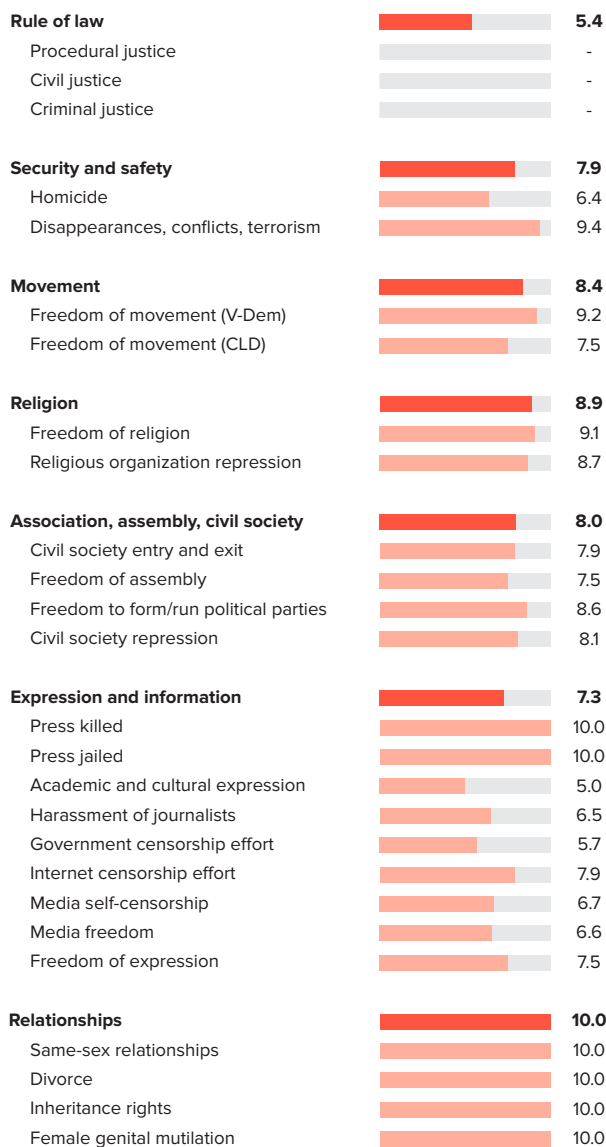 Rule of law 5.4
Procedural justice -
Civil justice -
Criminal justice -
Security and safety 7.9
Homicide 6.4
Disappearances, conflicts, terrorism 9.4
Movement 8.4
Freedom of movement (V-Dem) 9.2
Freedom of movement (CLD) 7.5
Religion 8.9
Freedom of religion 9.1
Religious organization repression 8.7
Association, assembly, civil society 8.0
Civil society entry and exit 7.9
Freedom of assembly 7.5
Freedom to form/run political parties 8.6
Civil society repression 8.1
Expression and information 7.3
Press killed 10.0
Press jailed 10.0
Academic and cultural expression 5.0
Harassment of journalists 6.5
Government censorship effort 5.7
Internet censorship effort 7.9
Media self-censorship 6.7
Media freedom 6.6
Freedom of expression 7.5
Relationships 10.0
Same-sex relationships 10.0
Divorce 10.0
Inheritance rights 10.0
Female genital mutilation 10.0